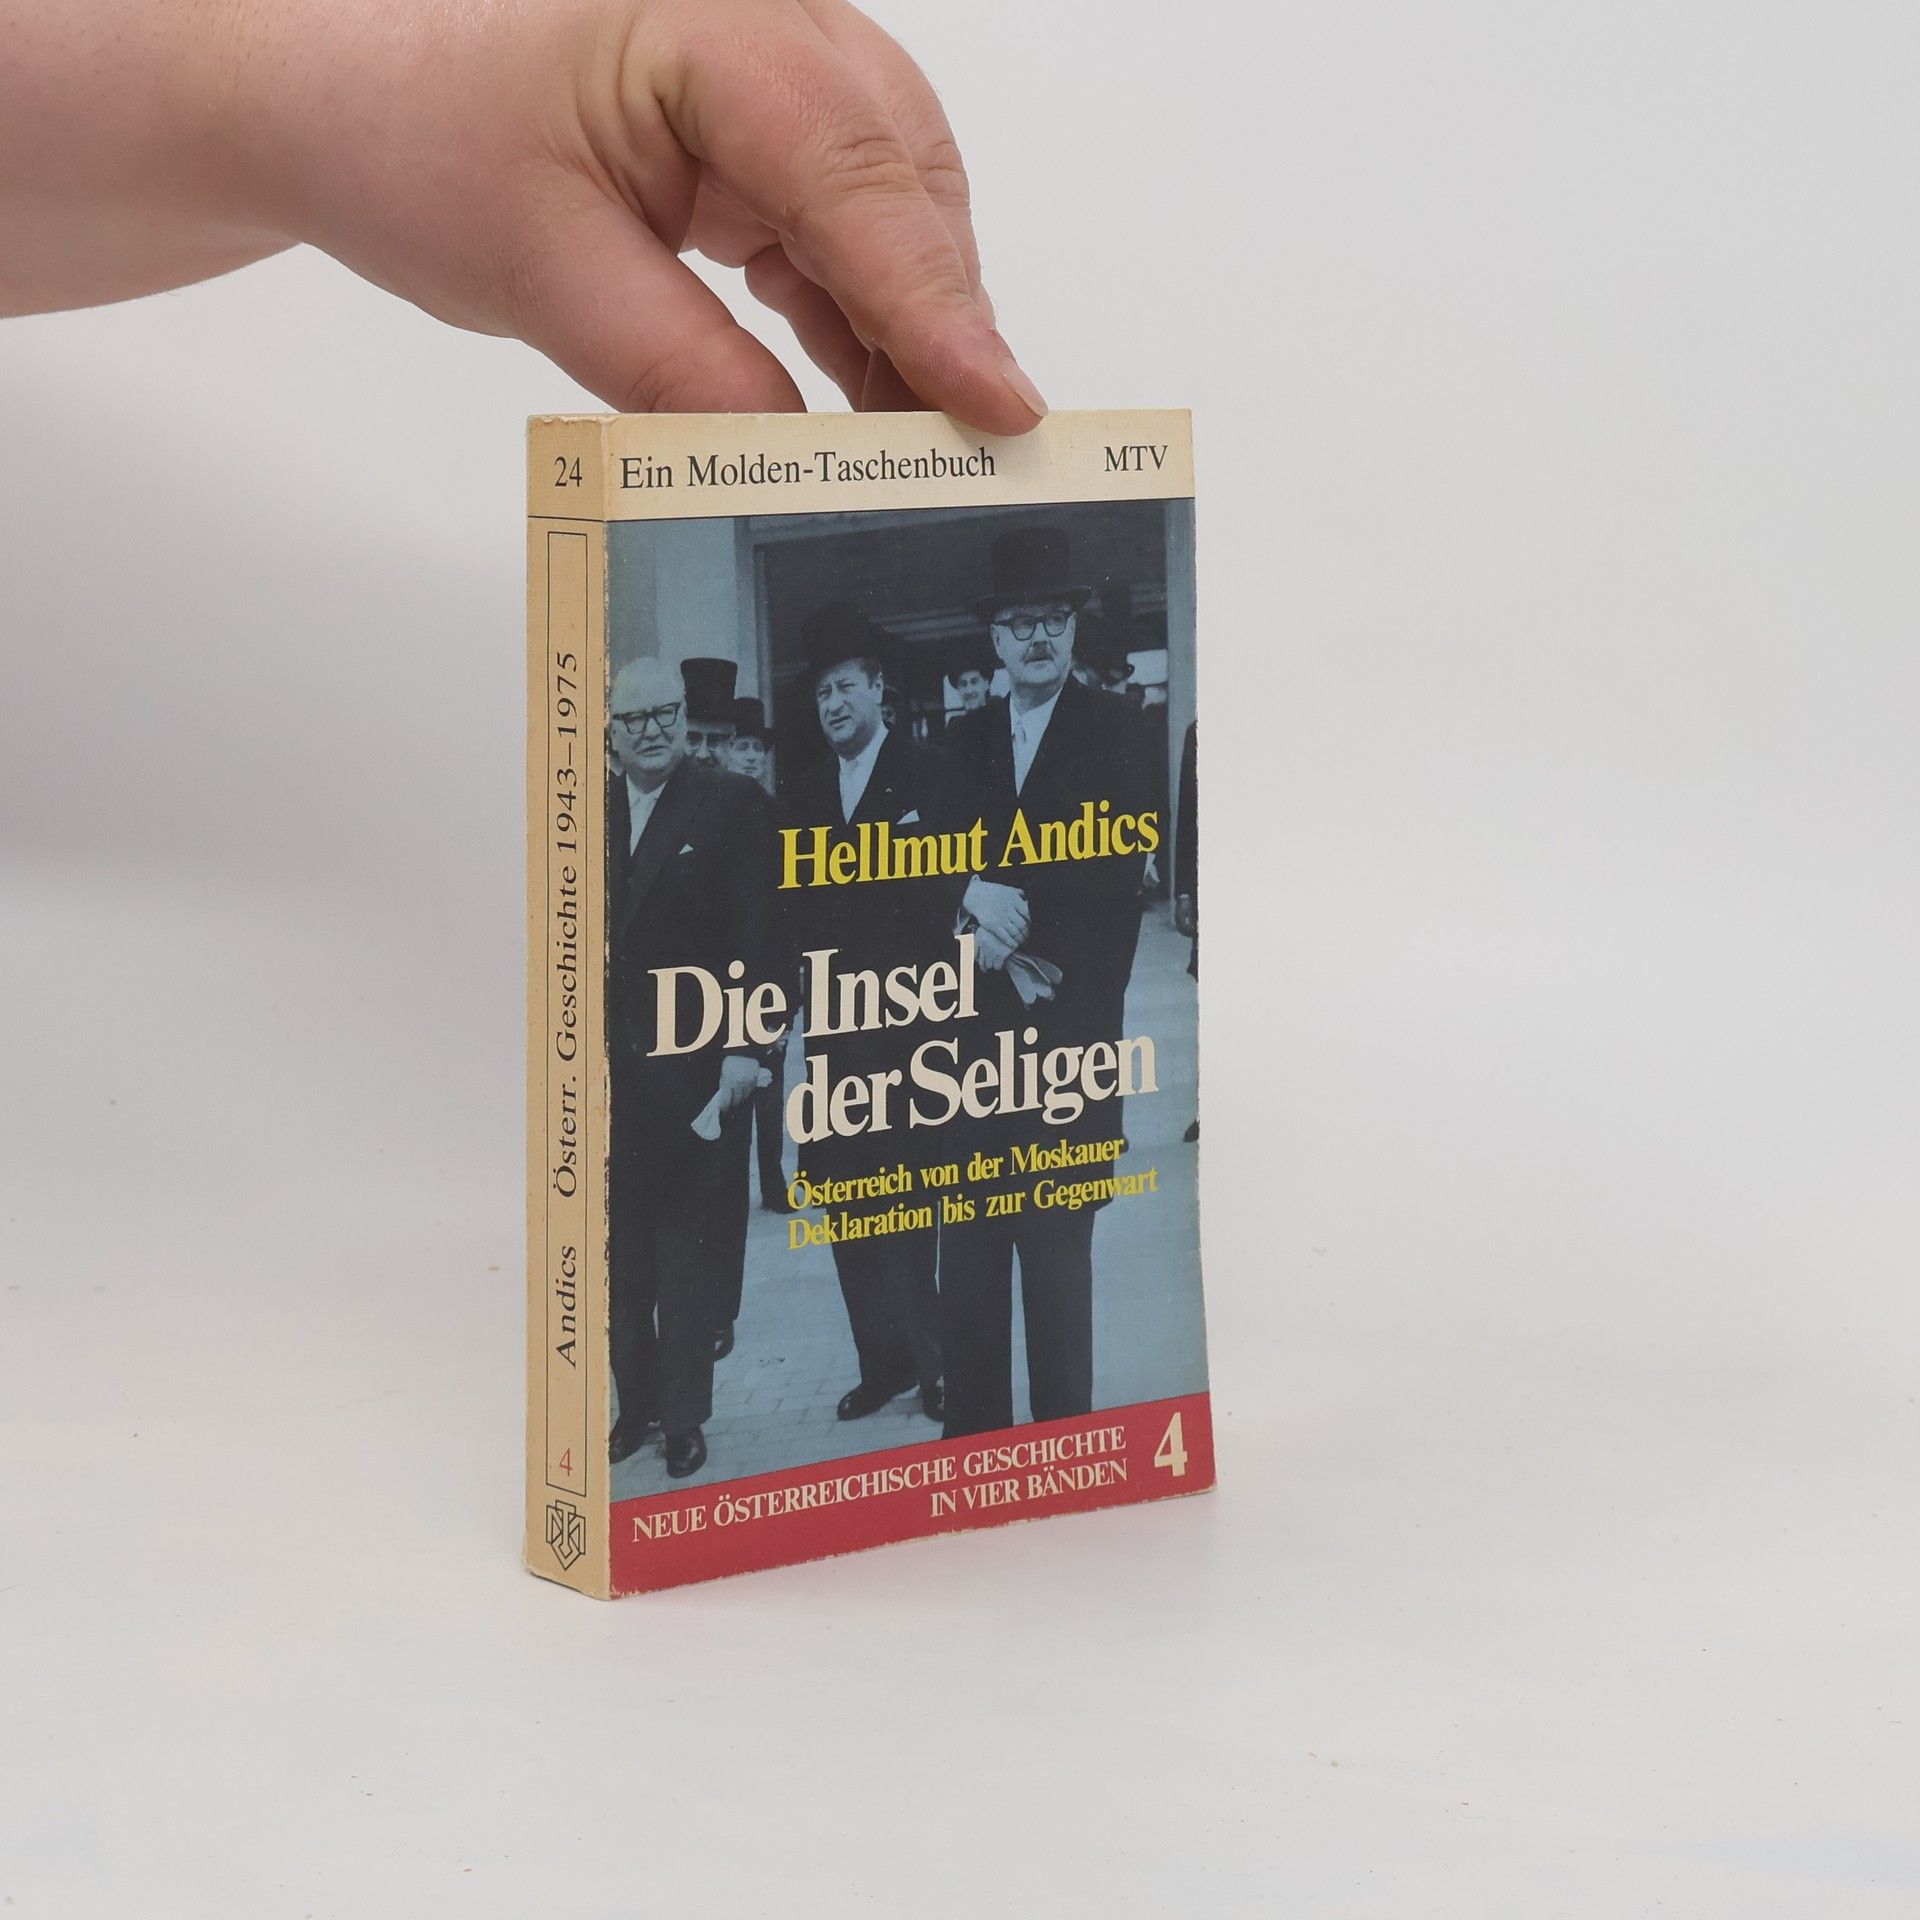 24
Andics Österr. Geschichte 1943–1975
4
Ein Molden-Taschenbuch MTV
Hellmut Andics
Die Insel
der Seligen
Österreich von der Moskauer
Deklaration bis zur Gegenwart
NEUE ÖSTERREICHISCHE GESCHICHTE
IN VIER BÄNDEN
4